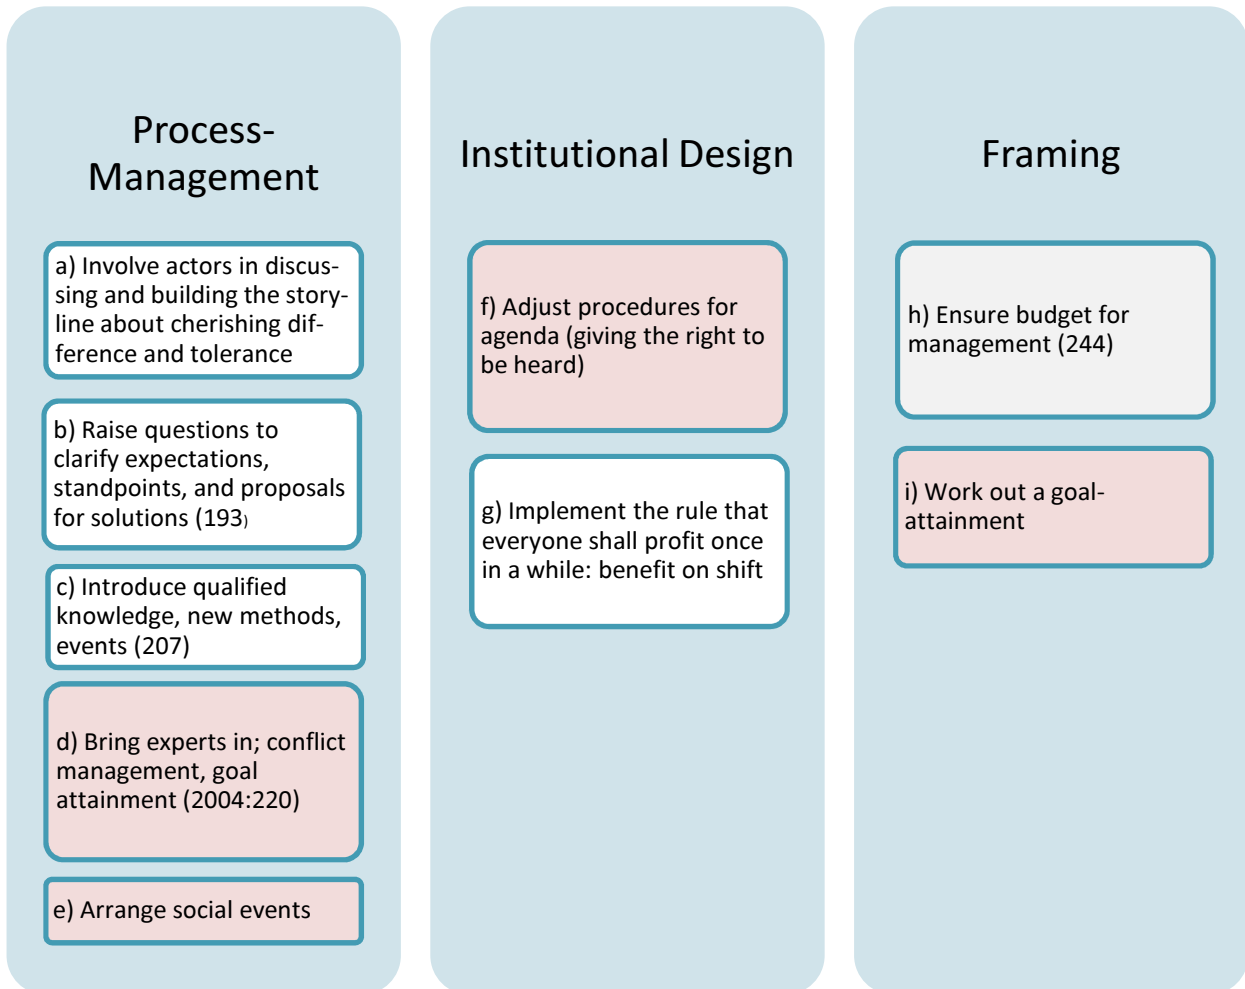 Process-
Management
a) Involve actors in discus-
sing and building the story-
line about cherishing dif-
ference and tolerance
b) Raise questions to
clarify expectations,
standpoints, and proposals
for solutions (193)
c) Introduce qualified
knowledge, new methods,
events (207)
d) Bring experts in; conflict
management, goal
attainment (2004:220)
e) Arrange social events
Institutional Design
f) Adjust procedures for
agenda (giving the right to
be heard)
g) Implement the rule that
everyone shall profit once
in a while: benefit on shift
Framing
h) Ensure budget for
management (244)
i) Work out a goal-
attainment